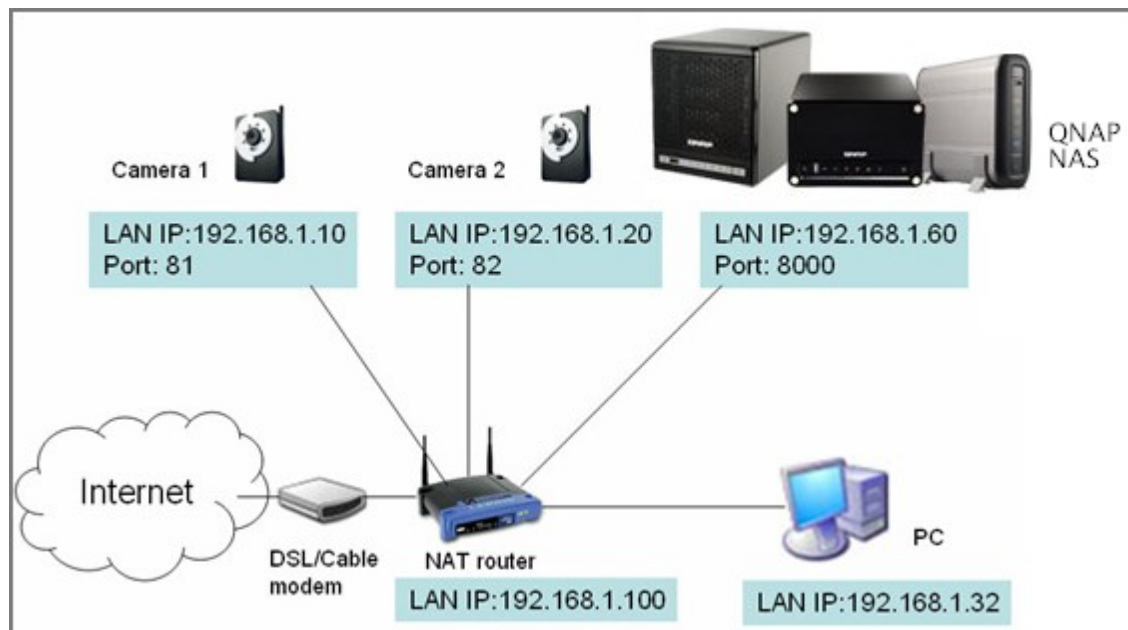 Camera 1
Camera 2
QNAP
QNAP
QNAP
NAS
LAN IP:192.168.1.10
Port: 81
LAN IP:192.168.1.20
Port: 82
LAN IP:192.168.1.60
Port: 8000
Internet
DSL/Cable
modem
NAT router
PC
LAN IP:192.168.1.100
LAN IP:192.168.1.32